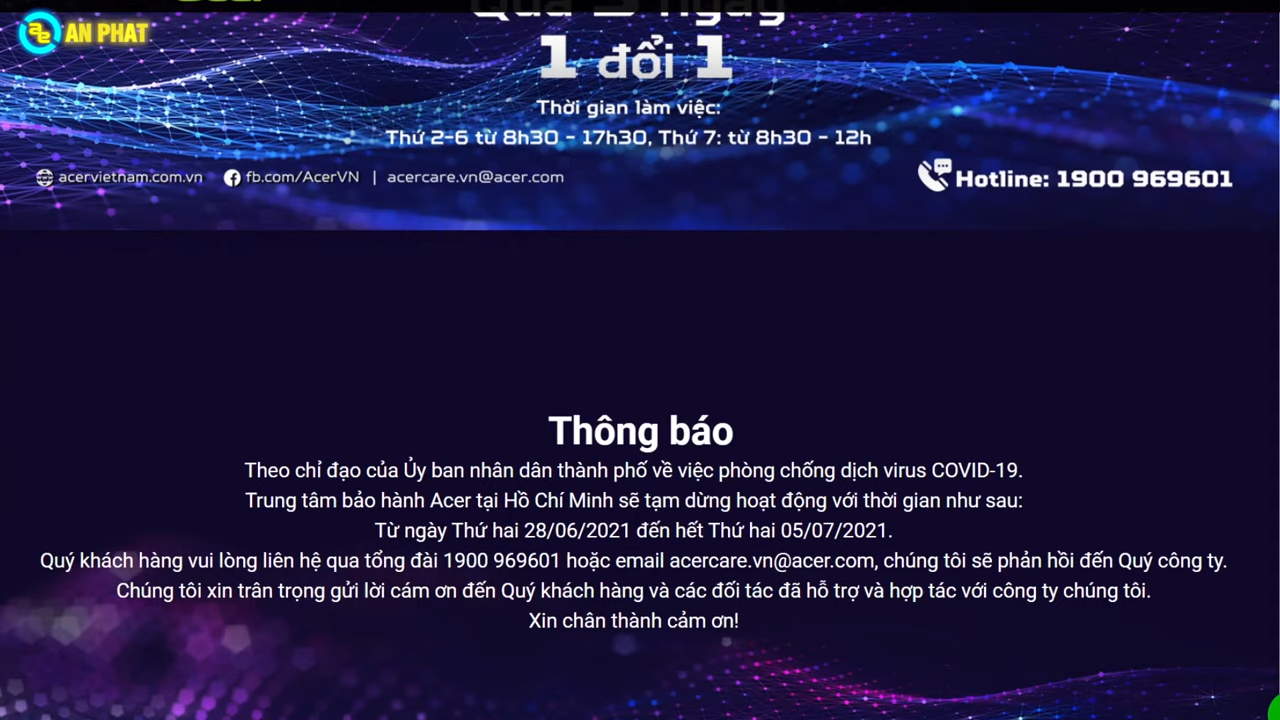 AN PHAT
Quá 3 ngày
1 đổi 1
Thời gian làm việc:
Thứ 2-6 từ 8h30 - 17h30, Thứ 7: từ 8h30 - 12h
acervietnam.com.vn fb.com/AcerVN | acercare.vn@acer.com
Hotline: 1900 969601
Thông báo
Theo chỉ đạo của Ủy ban nhân dân thành phố về việc phòng chống dịch virus COVID-19.
Trung tâm bảo hành Acer tại Hồ Chí Minh sẽ tạm dừng hoạt động với thời gian như sau:
Từ ngày Thứ hai 28/06/2021 đến hết Thứ hai 05/07/2021.
Quý khách hàng vui lòng liên hệ qua tổng đài 1900 969601 hoặc email acercare.vn@acer.com, chúng tôi sẽ phản hồi đến Quý công ty.
Chúng tôi xin trân trọng gửi lời cám ơn đến Quý khách hàng và các đối tác đã hỗ trợ và hợp tác với công ty chúng tôi.
Xin chân thành cảm ơn!